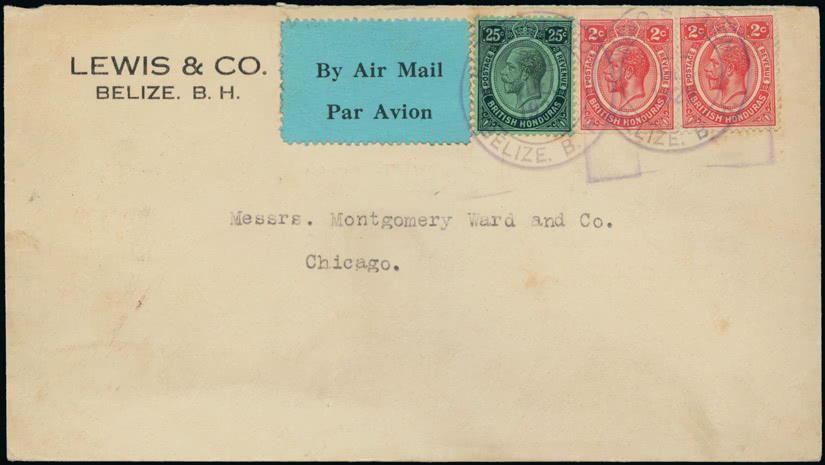 LEWIS & CO.
BELIZE. B. H.
By Air Mail
Par Avion
25c 25c
POSTAGE REVENUE
BRITISH HONDURAS
2c 2c
POSTAGE REVENUE
BRITISH HONDURAS
2c 2c
POSTAGE REVENUE
BRITISH HONDURAS
BELIZE. B.
BELIZE. B.
Messrs. Montgomery Ward and Co.
Chicago.